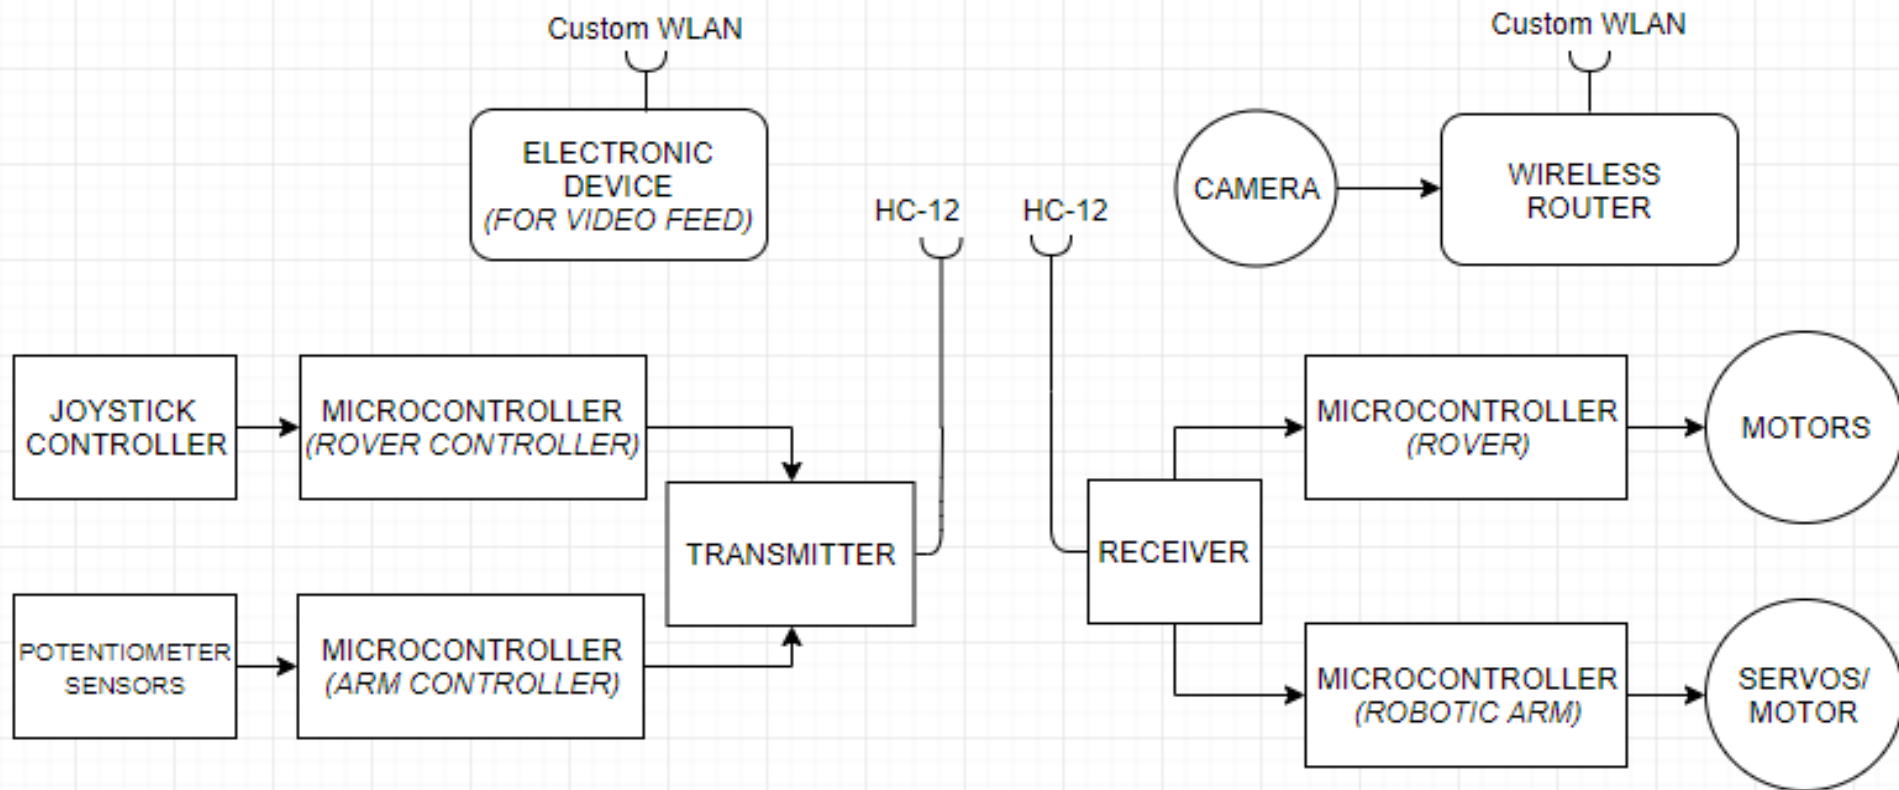 Custom WLAN
Custom WLAN
ELECTRONIC
DEVICE
(FOR VIDEO FEED)
HC-12
HC-12
CAMERA
WIRELESS
ROUTER
JOYSTICK
CONTROLLER
MICROCONTROLLER
(ROVER CONTROLLER)
TRANSMITTER
RECEIVER
MICROCONTROLLER
(ROVER)
MOTORS
POTENTIOMETER
SENSORS
MICROCONTROLLER
(ARM CONTROLLER)
MICROCONTROLLER
(ROBOTIC ARM)
SERVOS/
MOTOR